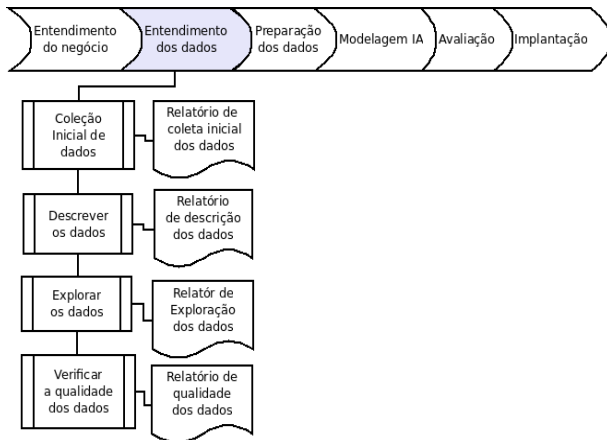 Entendimento
do negócio
Entendimento
dos dados
Preparação
dos dados
Modelagem IA
Avaliação
Implantação
Coleção
Inicial de
dados
Relatório de
coleta inicial
dos dados
Descrever
os dados
Relatório
de descrição
dos dados
Explorar
os dados
Relatór de
Exploração
dos dados
Verificar
a qualidade
dos dados
Relatório de
qualidade
dos dados